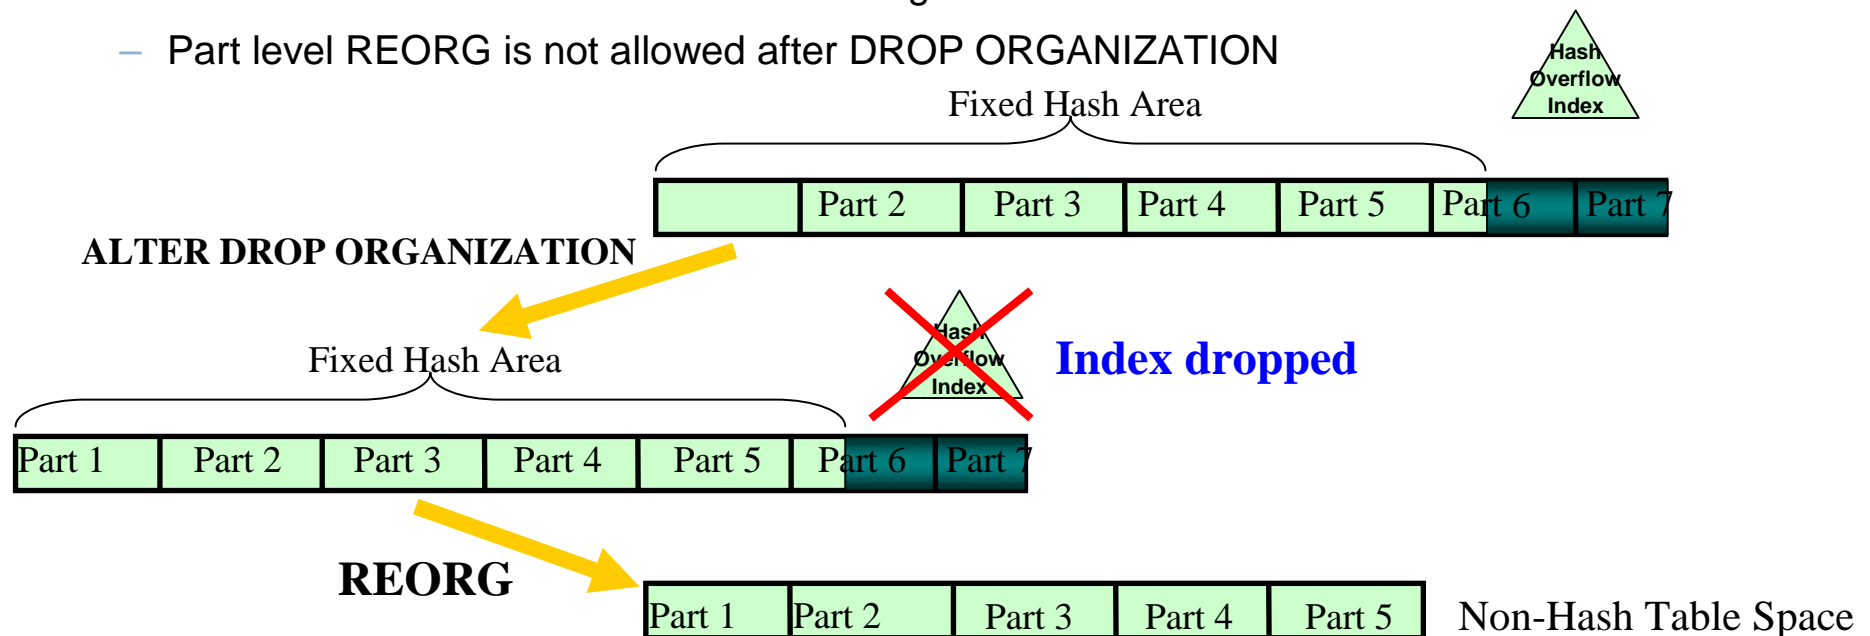 – Part level REORG is not allowed after DROP ORGANIZATION
Hash
Overflow
Index
Fixed Hash Area
Part 2 Part 3 Part 4 Part 5 Part 6 Part 7
ALTER DROP ORGANIZATION
Hash
Overflow
Index
Index dropped
Fixed Hash Area
Part 1 Part 2 Part 3 Part 4 Part 5 Part 6 Part 7
REORG
Part 1 Part 2 Part 3 Part 4 Part 5 Non-Hash Table Space